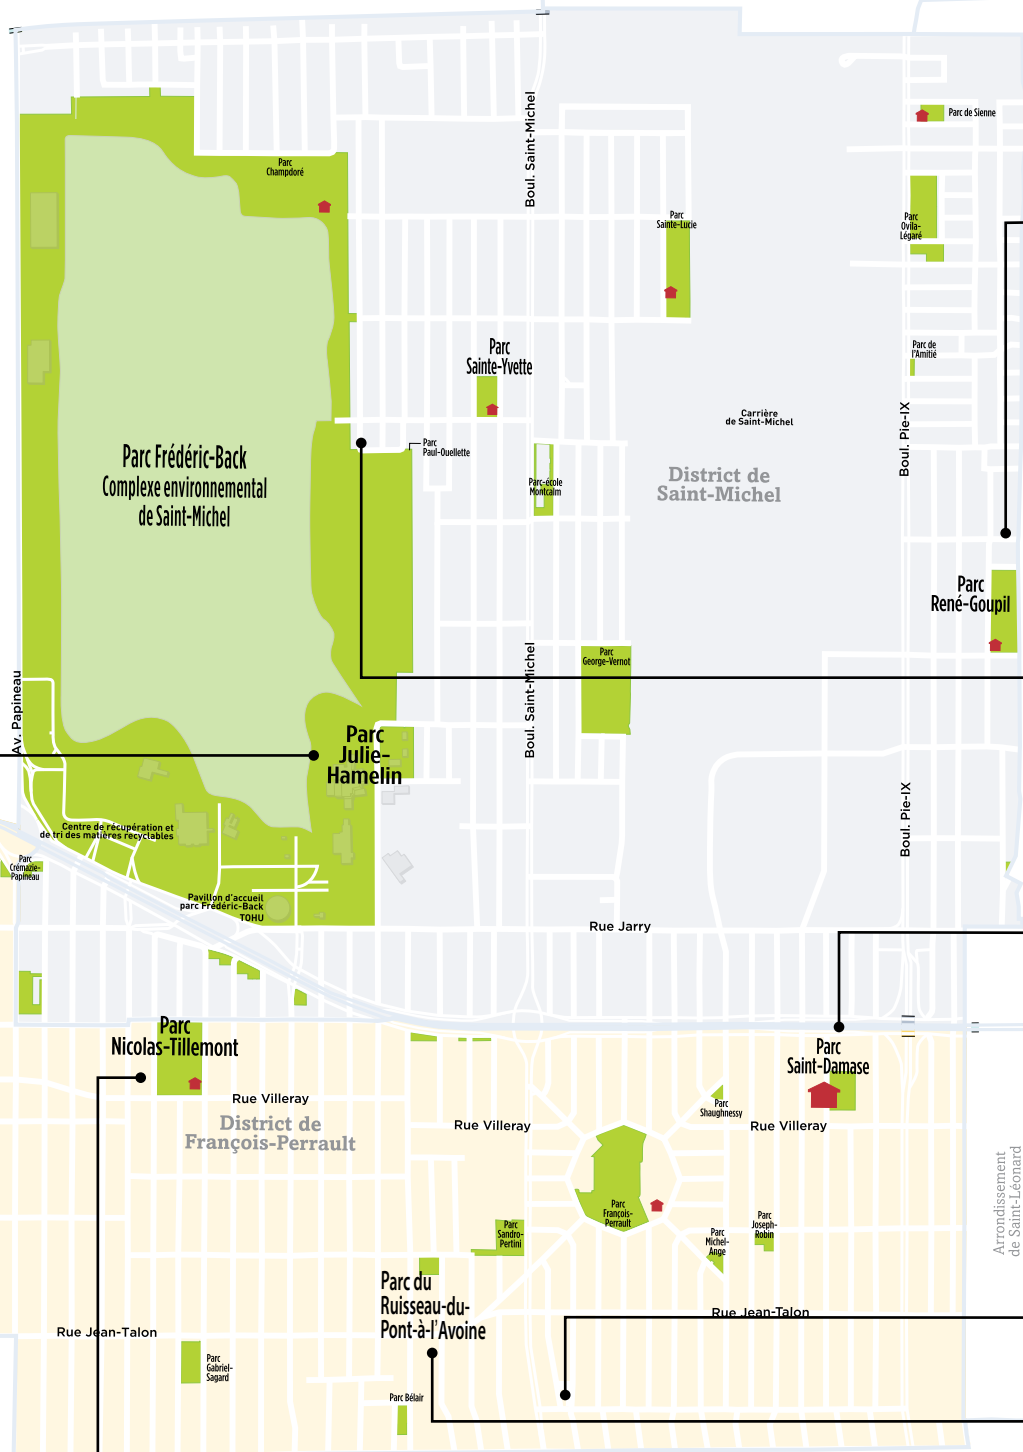 Parc de Sienne
Boul. Saint-Michel
Parc
Champdoré
Parc
Sainte-Lucie
Parc
Ovila-
Légaré
Parc
Sainte-Yvette
Parc de
l'Amitié
Carrière
de Saint-Michel
Boul. Pie-IX
Parc
Paul-Ouellette
Parc Frédéric-Back
Complexe environnemental
de Saint-Michel
Parc-école
Montcalm
District de
Saint-Michel
Parc
René-Goupil
Parc
George-Vernot
Av. Papineau
Boul. Saint-Michel
Parc
Julie-
Hamelin
Boul. Pie-IX
Centre de récupération et
de tri des matières recyclables
Parc
Crémazie-
Papineau
Pavillon d'accueil
parc Frédéric-Back
TOHU
Rue Jarry
Parc
Nicolas-Tillemont
Parc
Saint-Damase
Rue Villeray
District de
François-Perrault
Rue Villeray
Parc
Shaughnessy
Rue Villeray
Arrondissement
de Saint-Léonard
Parc
François-
Perrault
Parc
Sandro-
Pertini
Parc
Michel-
Ange
Parc
Joseph-
Robin
Parc du
Ruisseau-du-
Pont-à-l'Avoine
Rue Jean-Talon
Rue Jean-Talon
Parc
Gabriel-
Sagard
Parc Bélair